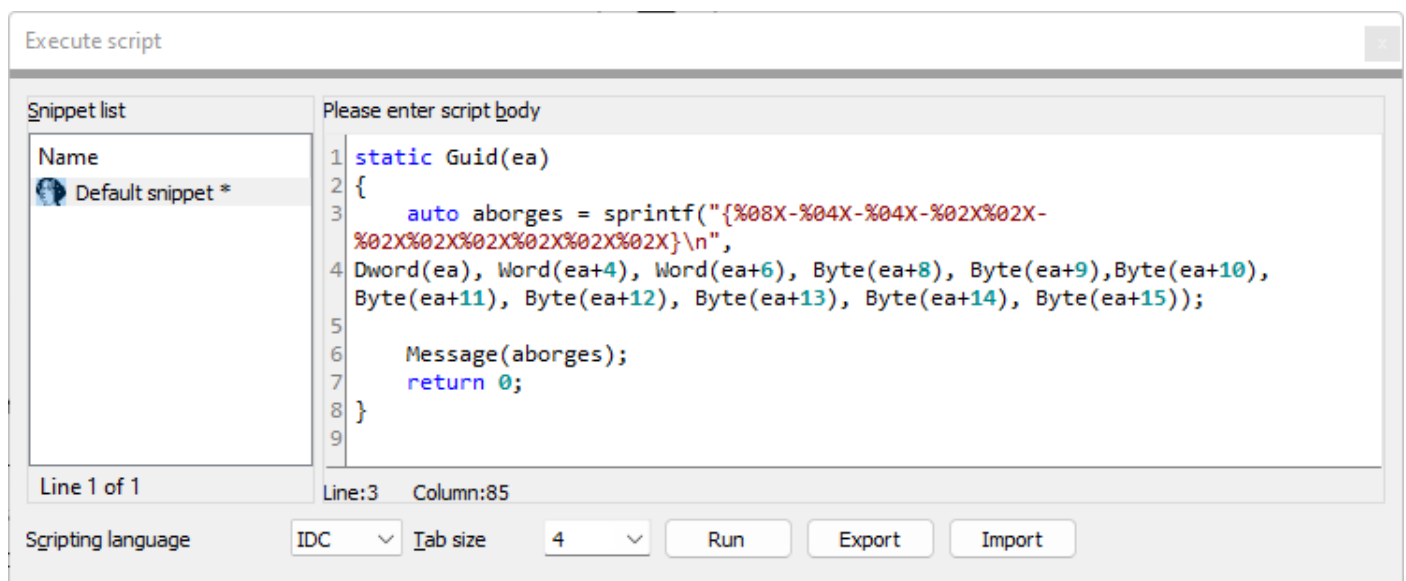 Execute script
x
Snippet list
Name
Default snippet *
Line 1 of 1
Please enter script body
1 static Guid(ea)
2 {
3     auto aborges = sprintf("{%08X-%04X-%04X-%02X%02X-
%02X%02X%02X%02X%02X%02X}\n",
4 Dword(ea), Word(ea+4), Word(ea+6), Byte(ea+8), Byte(ea+9),Byte(ea+10),
Byte(ea+11), Byte(ea+12), Byte(ea+13), Byte(ea+14), Byte(ea+15));
5
6     Message(aborges);
7     return 0;
8 }
9
Line:3 Column:85
Scripting language IDC Tab size 4 Run Export Import